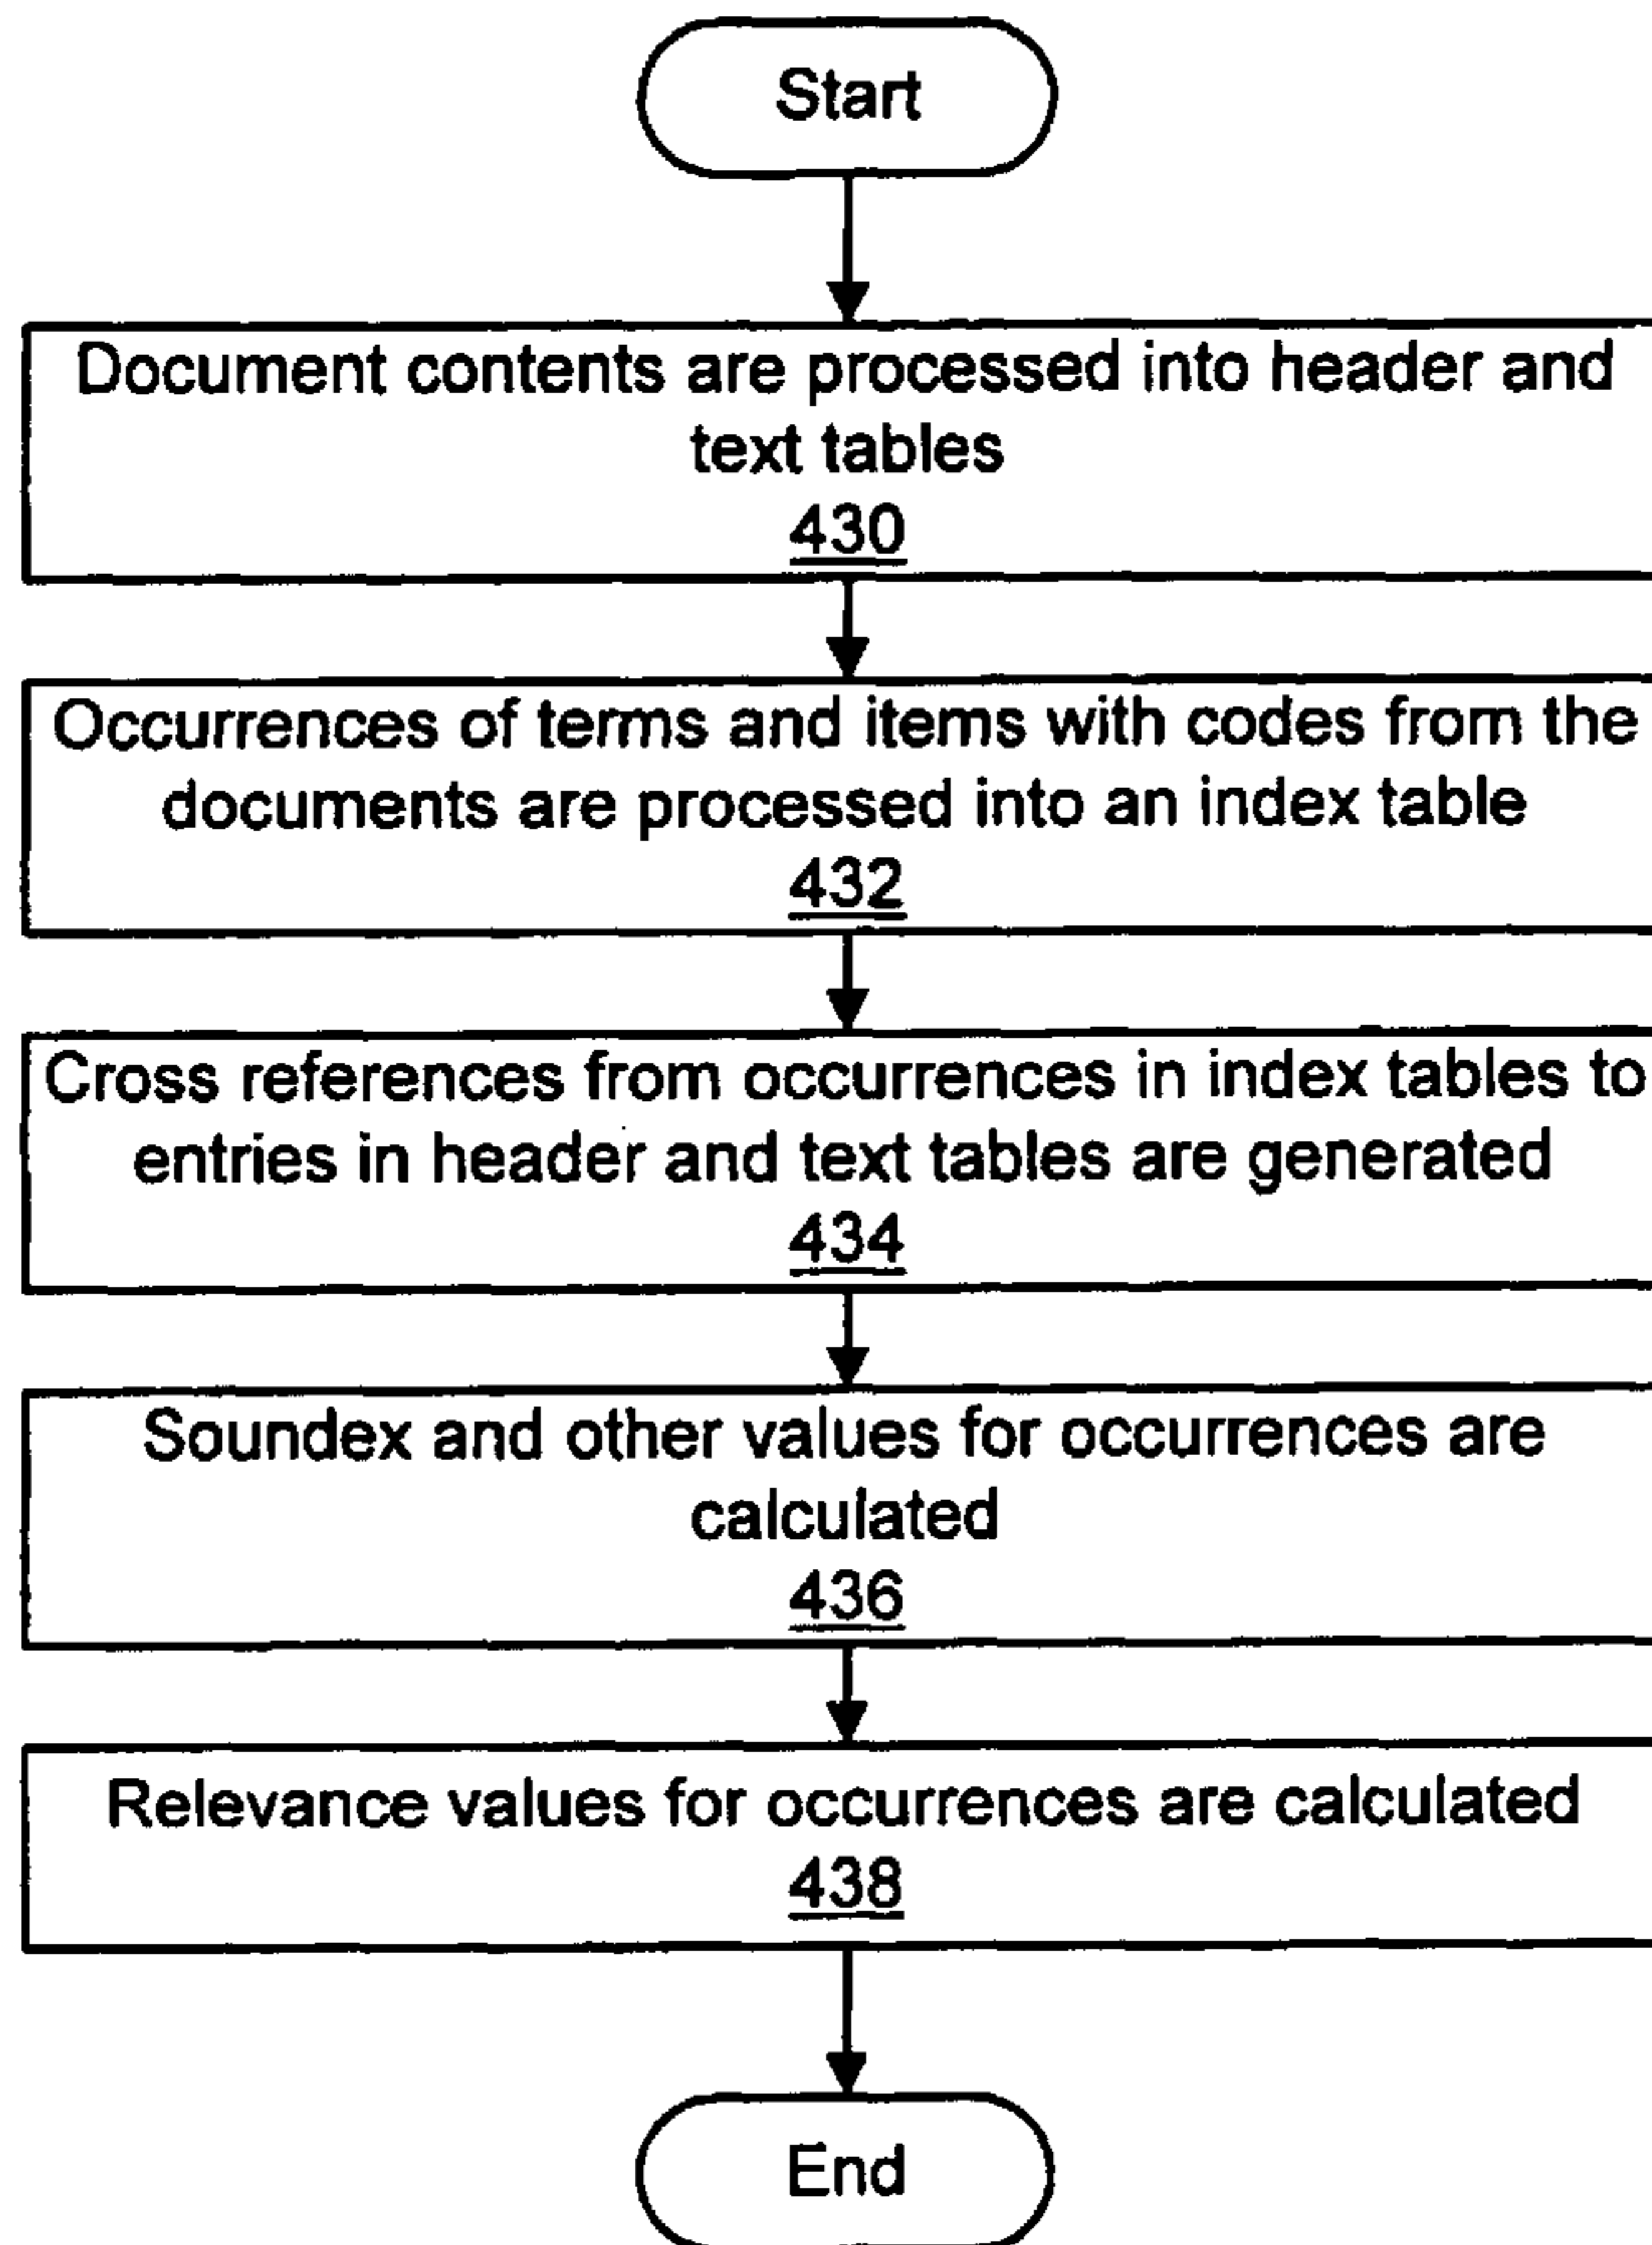 Start
Document contents are processed into header and
text tables
430
Occurrences of terms and items with codes from the
documents are processed into an index table
432
Cross references from occurrences in index tables to
entries in header and text tables are generated
434
Soundex and other values for occurrences are
calculated
436
Relevance values for occurrences are calculated
438
End